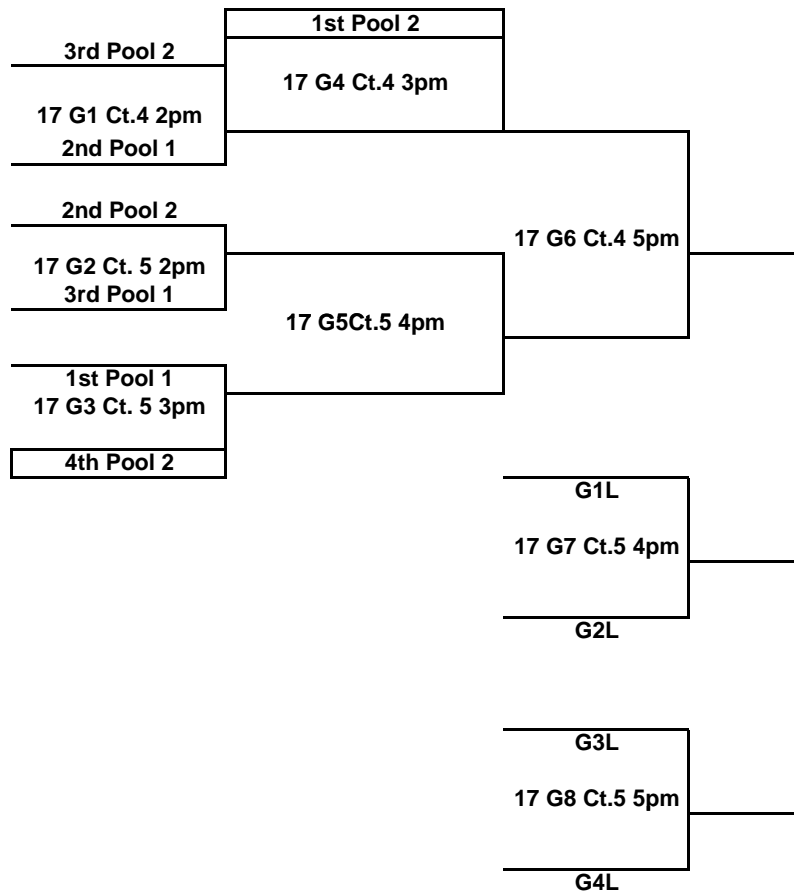 1st Pool 2
3rd Pool 2
17 G4 Ct.4 3pm
17 G1 Ct.4 2pm
2nd Pool 1
2nd Pool 2
17 G6 Ct.4 5pm
17 G2 Ct. 5 2pm
3rd Pool 1
17 G5Ct.5 4pm
1st Pool 1
17 G3 Ct. 5 3pm
4th Pool 2
G1L
17 G7 Ct.5 4pm
G2L
G3L
17 G8 Ct.5 5pm
G4L